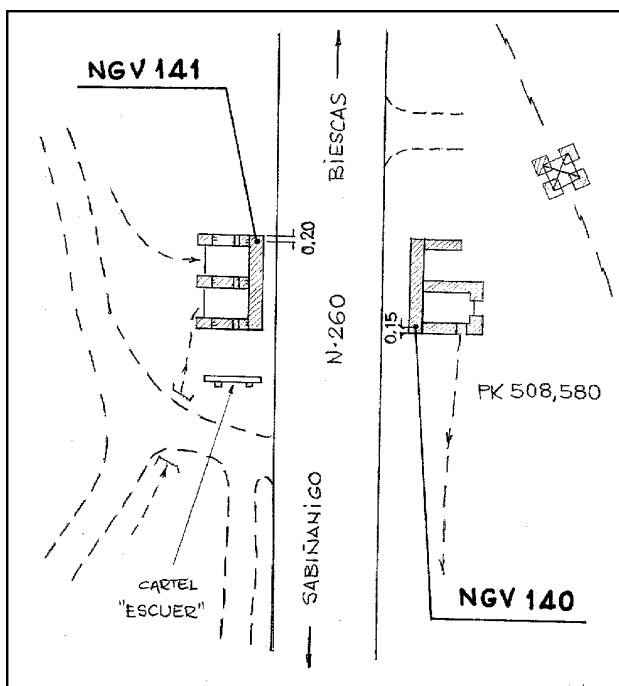 NGV 141
BIESCAS
0,20
N-260
0,15
PK 508,580
SABIÑANIGO
CARTEL
"ESCUER"
NGV 140